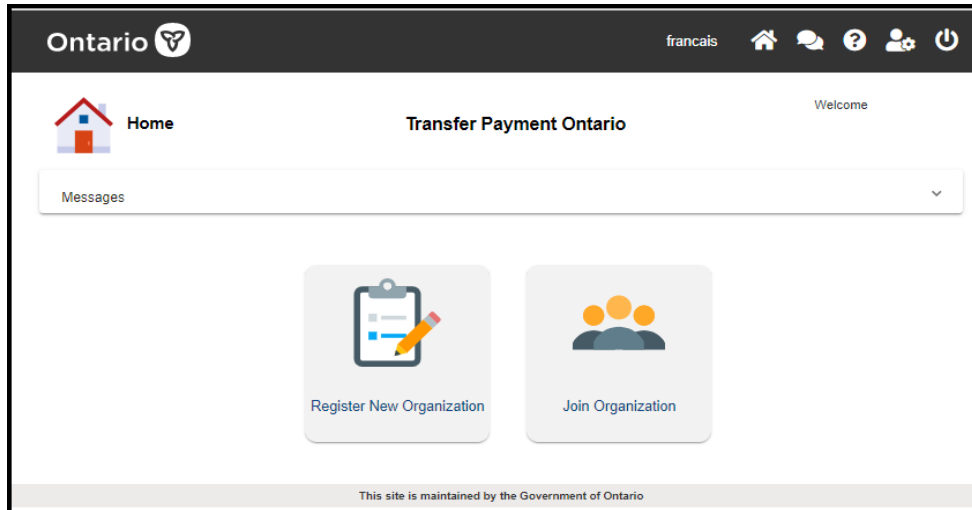 Ontario
francais
Home
Transfer Payment Ontario
Welcome
Messages
Register New Organization
Join Organization
This site is maintained by the Government of Ontario